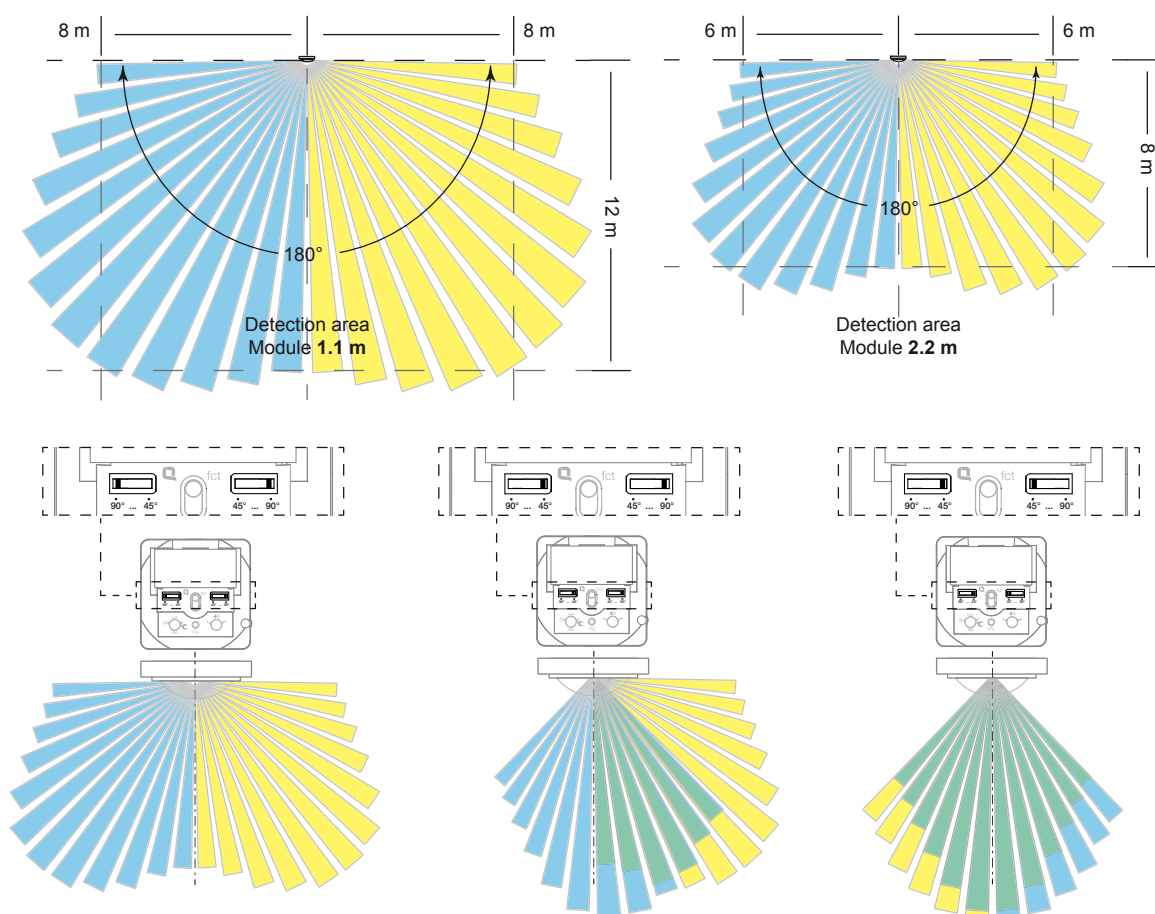 8 m 8 m
6 m 6 m
12 m
8 m
180°
180°
Detection area
Module 1.1 m
Detection area
Module 2.2 m
fct
90° ... 45° 45° ... 90°
fct
90° ... 45° 45° ... 90°
fct
90° ... 45° 45° ... 90°